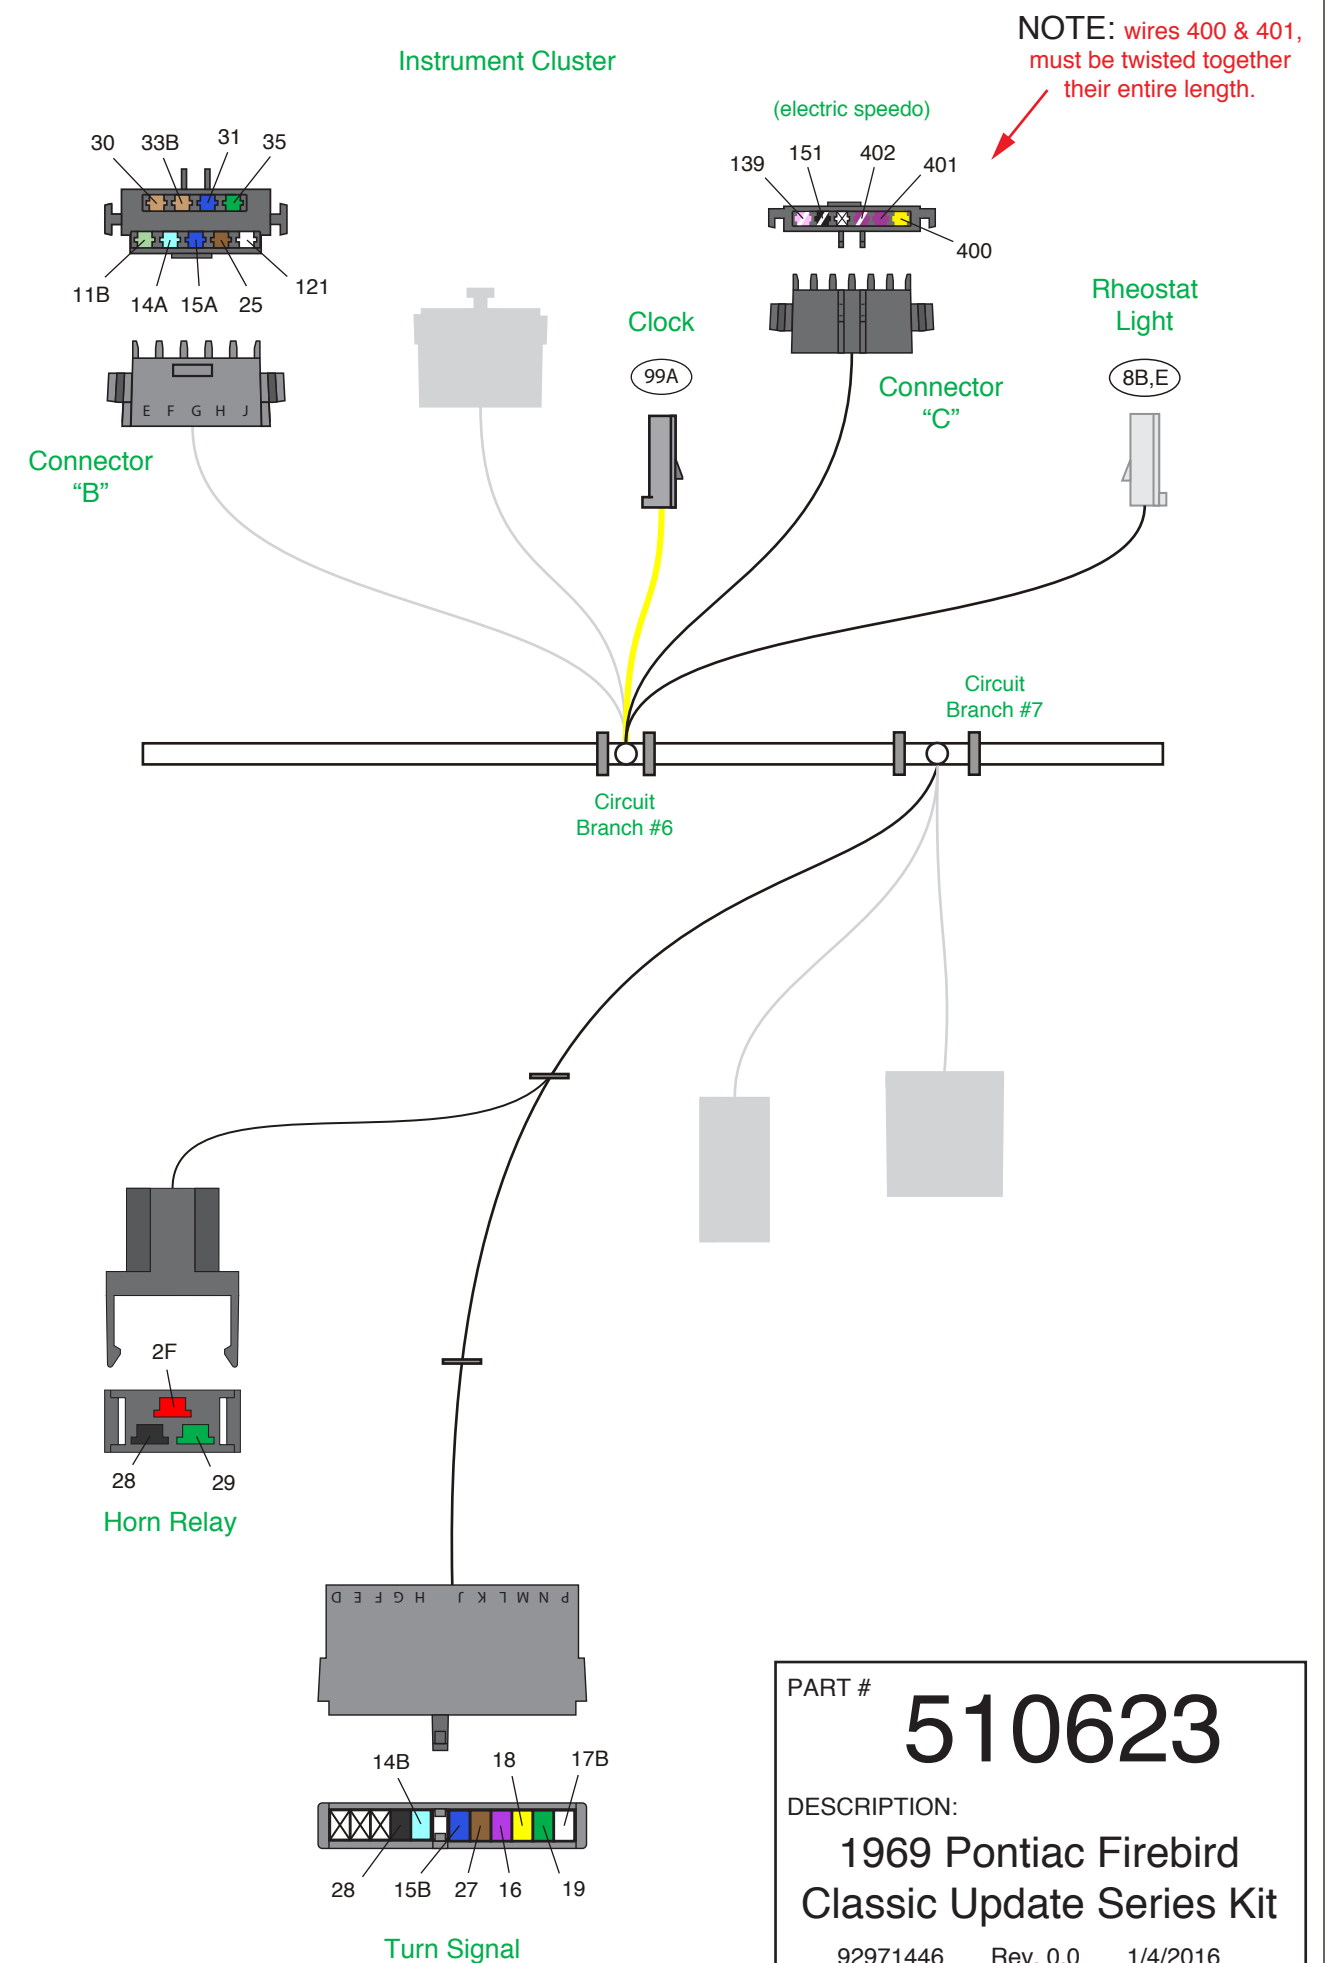 NOTE: wires 400 & 401,
must be twisted together
their entire length.
Instrument Cluster
(electric speedo)
30 33B 31 35
139 151 402 401
400
11B 14A 15A 25 121
Clock
99A
Rheostat
Light
8B,E
E F G H J
Connector
“B”
Connector
“C”
Circuit
Branch #7
Circuit
Branch #6
2F
28 29
Horn Relay
D E F G H J K L M N P
14B 18 17B
28 15B 27 16 19
Turn Signal
PART #
510623
DESCRIPTION:
1969 Pontiac Firebird
Classic Update Series Kit
92971446 Rev. 0.0 1/4/2016